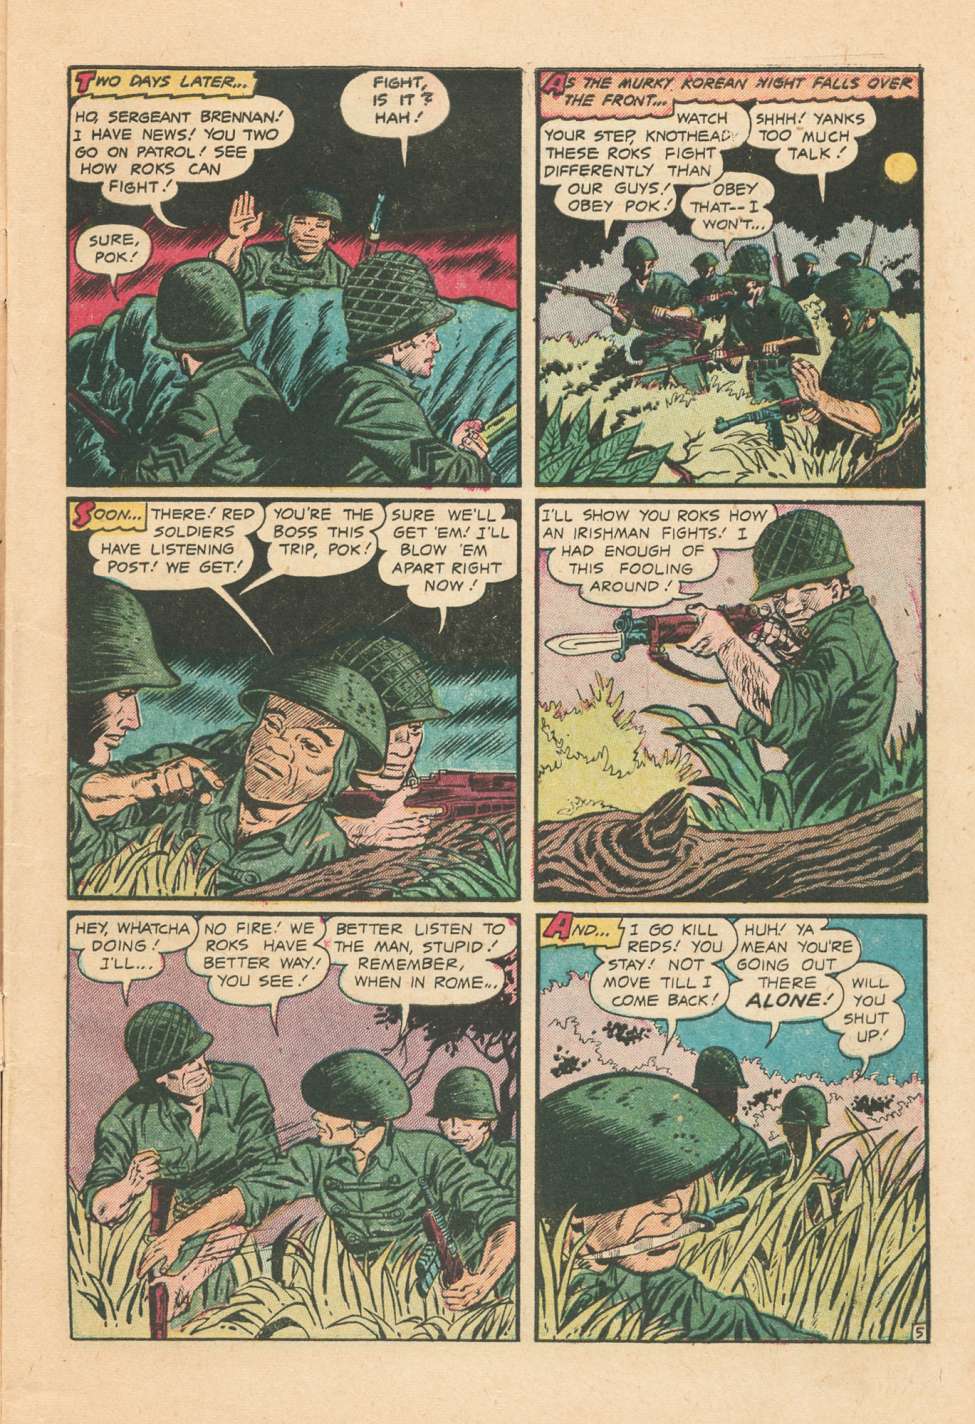 TWO DAYS LATER...
HO, SERGEANT BRENNAN!
I HAVE NEWS! YOU TWO
GO ON PATROL! SEE
HOW ROKS CAN
FIGHT!
FIGHT,
IS IT?
HAH!
SURE,
POK!
AS THE MURKY KOREAN NIGHT FALLS OVER
THE FRONT...
WATCH
YOUR STEP, KNOTHEAD!
THESE ROKS FIGHT
DIFFERENTLY THAN
OUR GUYS!
OBEY POK!
OBEY
THAT--I
WON'T...
SHHH! YANKS
TOO MUCH
TALK!
SOON...
THERE! RED
SOLDIERS
HAVE LISTENING
POST! WE GET!
YOU'RE THE
BOSS THIS
TRIP, POK!
SURE WE'LL
GET 'EM! I'LL
BLOW 'EM
APART RIGHT
NOW!
I'LL SHOW YOU ROKS HOW
AN IRISHMAN FIGHTS! I
HAD ENOUGH OF
THIS FOOLING
AROUND!
HEY, WHATCHA
DOING!
I'LL...
NO FIRE! WE
ROKS HAVE
BETTER WAY!
YOU SEE!
BETTER LISTEN TO
THE MAN, STUPID!
REMEMBER,
WHEN IN ROME...
AND...
I GO KILL
REDS! YOU
STAY! NOT
MOVE TILL I
COME BACK!
HUH! YA
MEAN YOU'RE
GOING OUT
THERE
ALONE!
WILL
YOU
SHUT
UP!
5